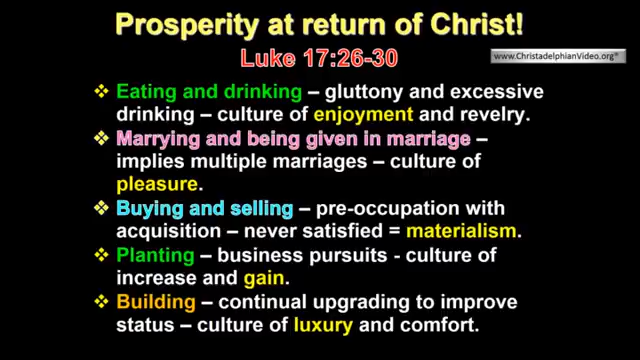 Prosperity at return of Christ!
Luke 17:26-30
www.ChristadelphianVideo.org®
❖ Eating and drinking – gluttony and excessive
drinking – culture of enjoyment and revelry.
❖ Marrying and being given in marriage –
implies multiple marriages – culture of
pleasure.
❖ Buying and selling – pre-occupation with
acquisition – never satisfied = materialism.
❖ Planting – business pursuits - culture of
increase and gain.
❖ Building – continual upgrading to improve
status – culture of luxury and comfort.